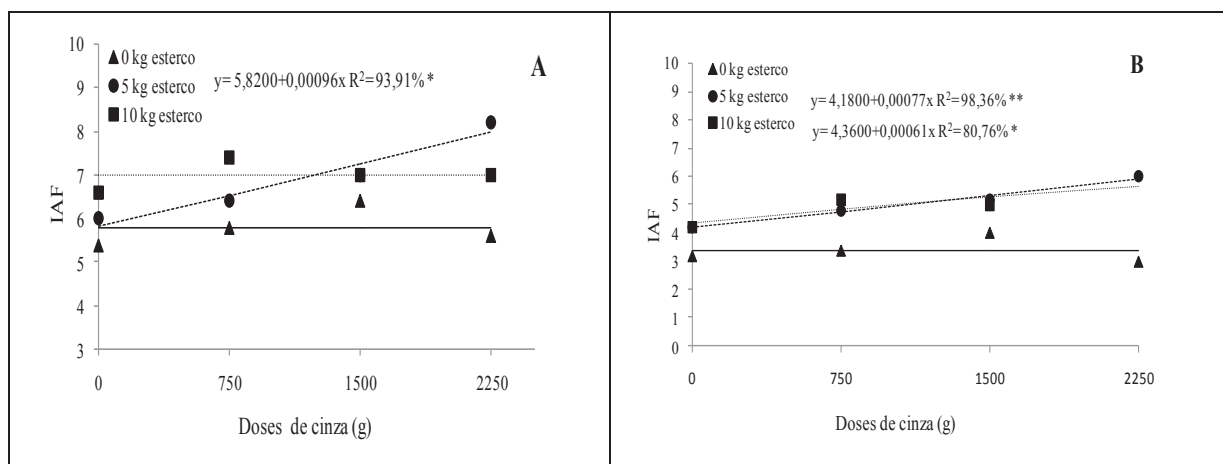 A
▲ 0 kg esterco
● 5 kg esterco
■ 10 kg esterco
y= 5,8200+0,00096x R²=93,91% *
10
9
8
7
6
5
4
3
IAF
0 750 1500 2250
Doses de cinza (g)
B
▲ 0 kg esterco
● 5 kg esterco
■ 10 kg esterco
y= 4,1800+0,00077x R²=98,36% **
y= 4,3600+0,00061x R²=80,76% *
10
9
8
7
6
5
4
3
2
1
0
IAF
0 750 1500 2250
Doses de cinza (g)